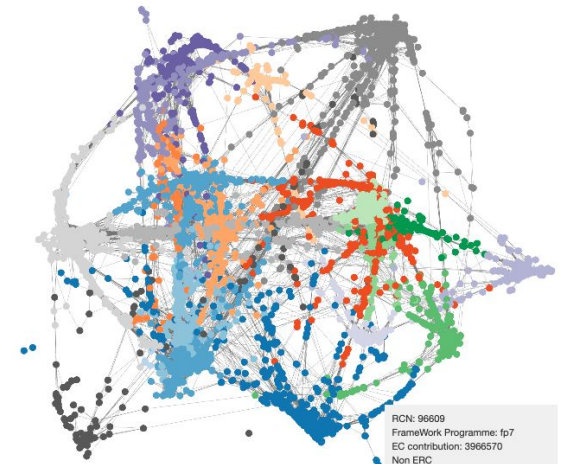 RCN: 96609
FrameWork Programme: fp7
EC contribution: 3966570
Non ERC